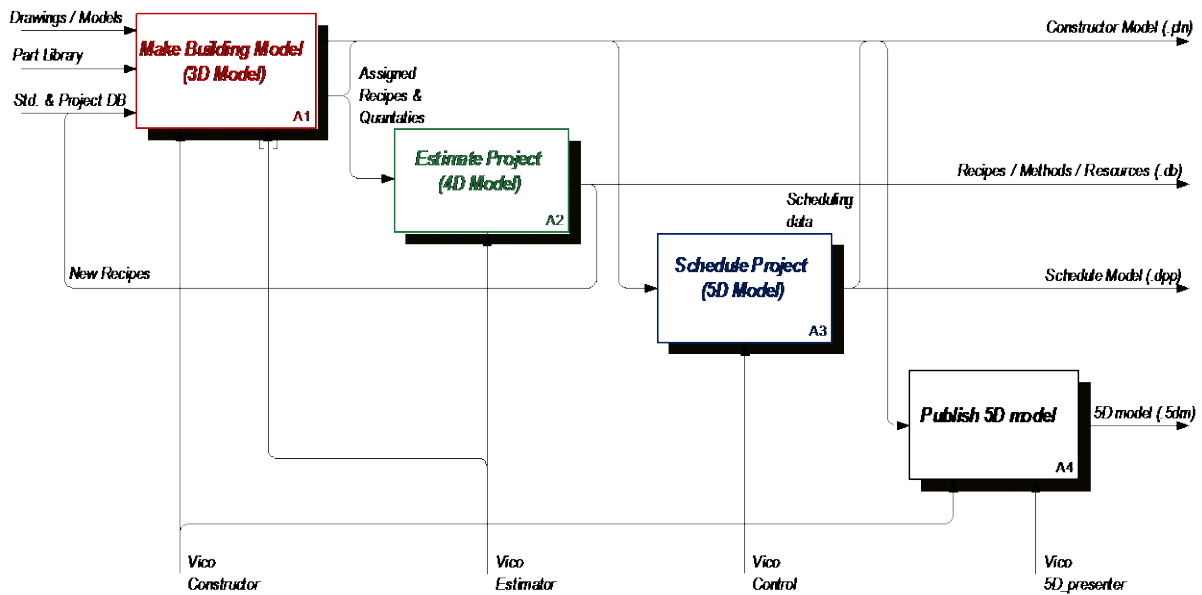 Drawings / Models
Part Library
Std. & Project DB
Make Building Model
(3D Model)
A1
Constructor Model (.pln)
Assigned
Recipes &
Quantaties
Estimate Project
(4D Model)
A2
Recipes / Methods / Resources (.db)
Scheduling
data
New Recipes
Schedule Project
(5D Model)
A3
Schedule Model (.dpp)
Publish 5D model
A4
5D model (.5dm)
Vico
Constructor
Vico
Estimator
Vico
Control
Vico
5D_presenter